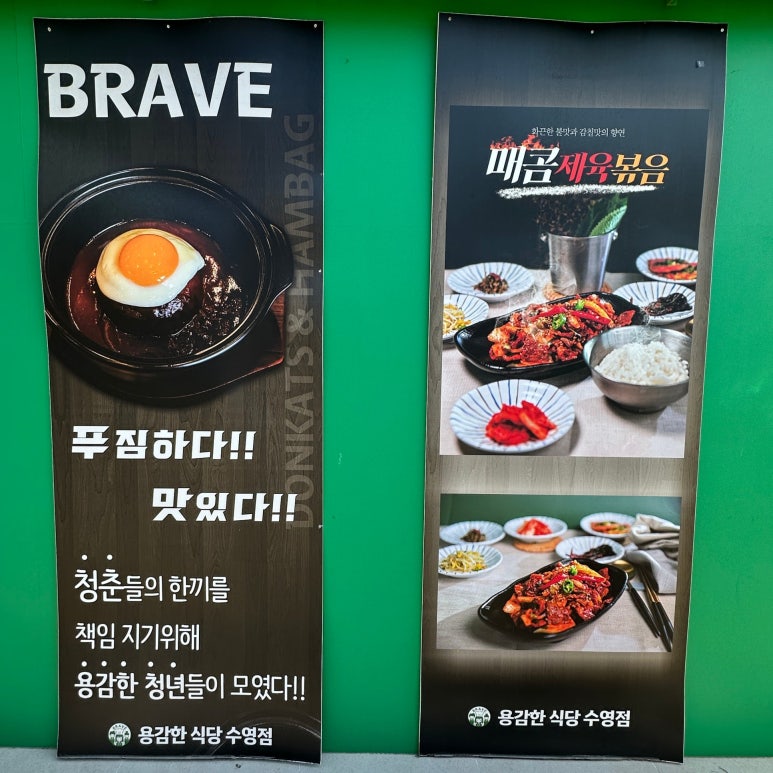 BRAVE
DONKATS & HAMBAG
푸짐하다!!
맛있다!!
청춘들의 한끼를
책임 지기위해
용감한 청년들이 모였다!!
용감한 식당 수영점
화끈한 불맛과 감칠맛의 향연
매콤제육볶음
용감한 식당 수영점